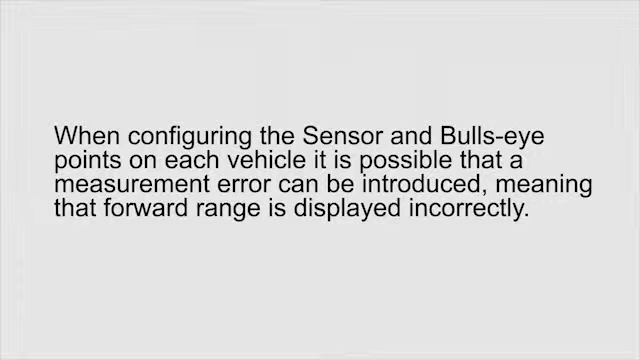 When configuring the Sensor and Bulls-eye
points on each vehicle it is possible that a
measurement error can be introduced, meaning
that forward range is displayed incorrectly.